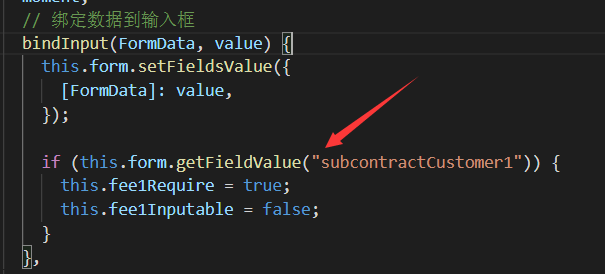 moment,
// 绑定数据到输入框
bindInput(FormData, value) {
this.form.setFieldsValue({
[FormData]: value,
});
if (this.form.getFieldValue("subcontractCustomer1")) {
this.fee1Require = true;
this.fee1Inputable = false;
}
},